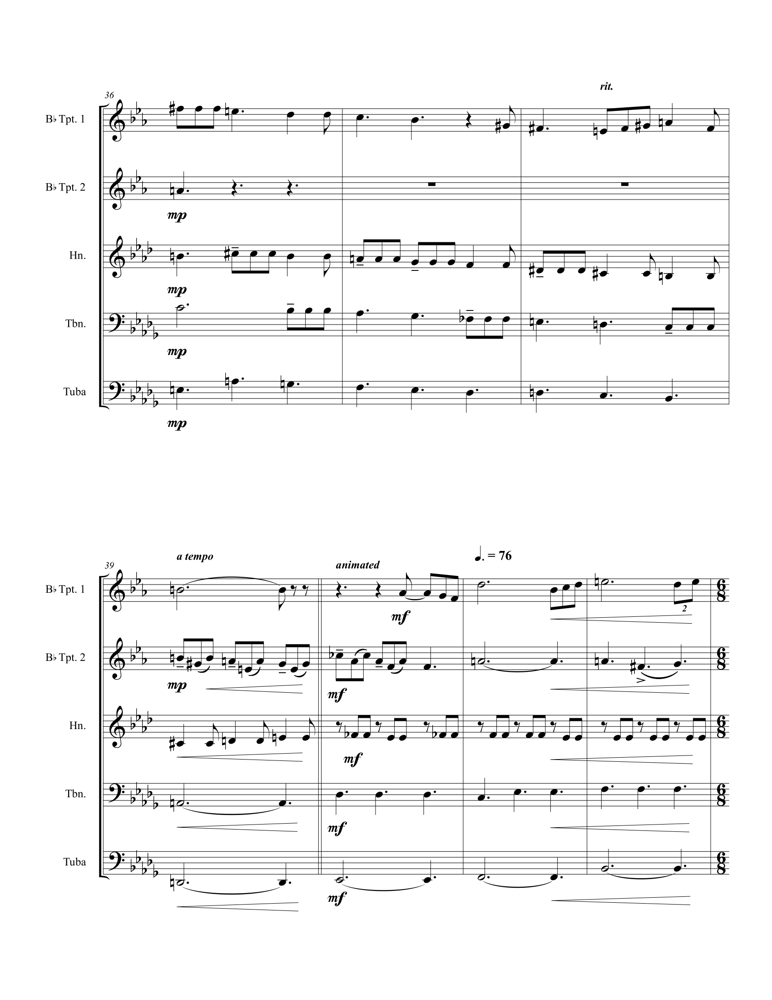 rit.
36
B♭ Tpt. 1
B♭ Tpt. 2
mp
Hn.
mp
Tbn.
mp
Tuba
mp
♩. = 76
a tempo
animated
39
B♭ Tpt. 1
mf
2
6
8
B♭ Tpt. 2
mp
mf
6
8
Hn.
mf
6
8
Tbn.
mf
6
8
Tuba
mf
6
8